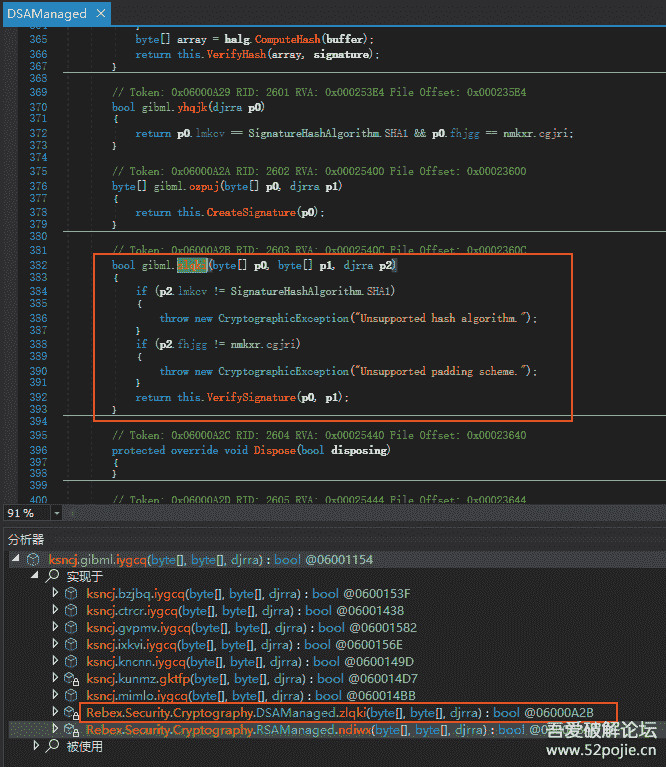 DSAManaged ×
364 }
365 byte[] array = halg.ComputeHash(buffer);
366 return this.VerifyHash(array, signature);
367 }
368
369 // Token: 0x06000A29 RID: 2601 RVA: 0x000253E4 File Offset: 0x000235E4
370 bool gibml.yhqjk(djrra p0)
371 {
372 return p0.lmkcv == SignatureHashAlgorithm.SHA1 && p0.fhjgg == nmkxr.cgjri;
373 }
374
375 // Token: 0x06000A2A RID: 2602 RVA: 0x00025400 File Offset: 0x00023600
376 byte[] gibml.ozpuj(byte[] p0, djrra p1)
377 {
378 return this.CreateSignature(p0);
379 }
380
381 // Token: 0x06000A2B RID: 2603 RVA: 0x0002540C File Offset: 0x0002360C
382 bool gibml.zlqki(byte[] p0, byte[] p1, djrra p2)
383 {
384 if (p2.lmkcv != SignatureHashAlgorithm.SHA1)
385 {
386 throw new CryptographicException("Unsupported hash algorithm.");
387 }
388 if (p2.fhjgg != nmkxr.cgjri)
389 {
390 throw new CryptographicException("Unsupported padding scheme.");
391 }
392 return this.VerifySignature(p0, p1);
393 }
394
395 // Token: 0x06000A2C RID: 2604 RVA: 0x00025440 File Offset: 0x00023640
396 protected override void Dispose(bool disposing)
397 {
398 }
399
400 // Token: 0x06000A2D RID: 2605 RVA: 0x00025444 File Offset: 0x00023644
91 %
分析器
ksncj.gibml.iygcq(byte[], byte[], djrra) : bool @06001154
实现于
ksncj.bzjbq.iygcq(byte[], byte[], djrra) : bool @0600153F
ksncj.ctrcr.iygcq(byte[], byte[], djrra) : bool @06001438
ksncj.gvpmv.iygcq(byte[], byte[], djrra) : bool @06001582
ksncj.ixkvi.iygcq(byte[], byte[], djrra) : bool @0600156E
ksncj.kncnn.iygcq(byte[], byte[], djrra) : bool @0600149D
ksncj.kunmz.gktfp(byte[], byte[], djrra) : bool @060014D7
ksncj.mimlo.iygcq(byte[], byte[], djrra) : bool @060014BB
Rebex.Security.Cryptography.DSAManaged.zlqki(byte[], byte[], djrra) : bool @06000A2B
Rebex.Security.Cryptography.RSAManaged.ndiwx(byte[], byte[], djrra) : bool
被使用
吾爱破解论坛
www.52pojie.cn